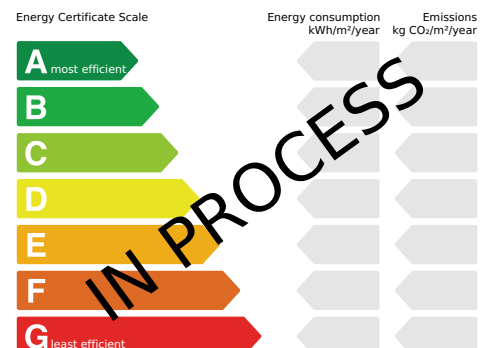 Energy Certificate Scale
Energy consumption
kWh/m²/year
Emissions
kg CO₂/m²/year
A most efficient
B
C
D
E
F
G least efficient
IN PROCESS